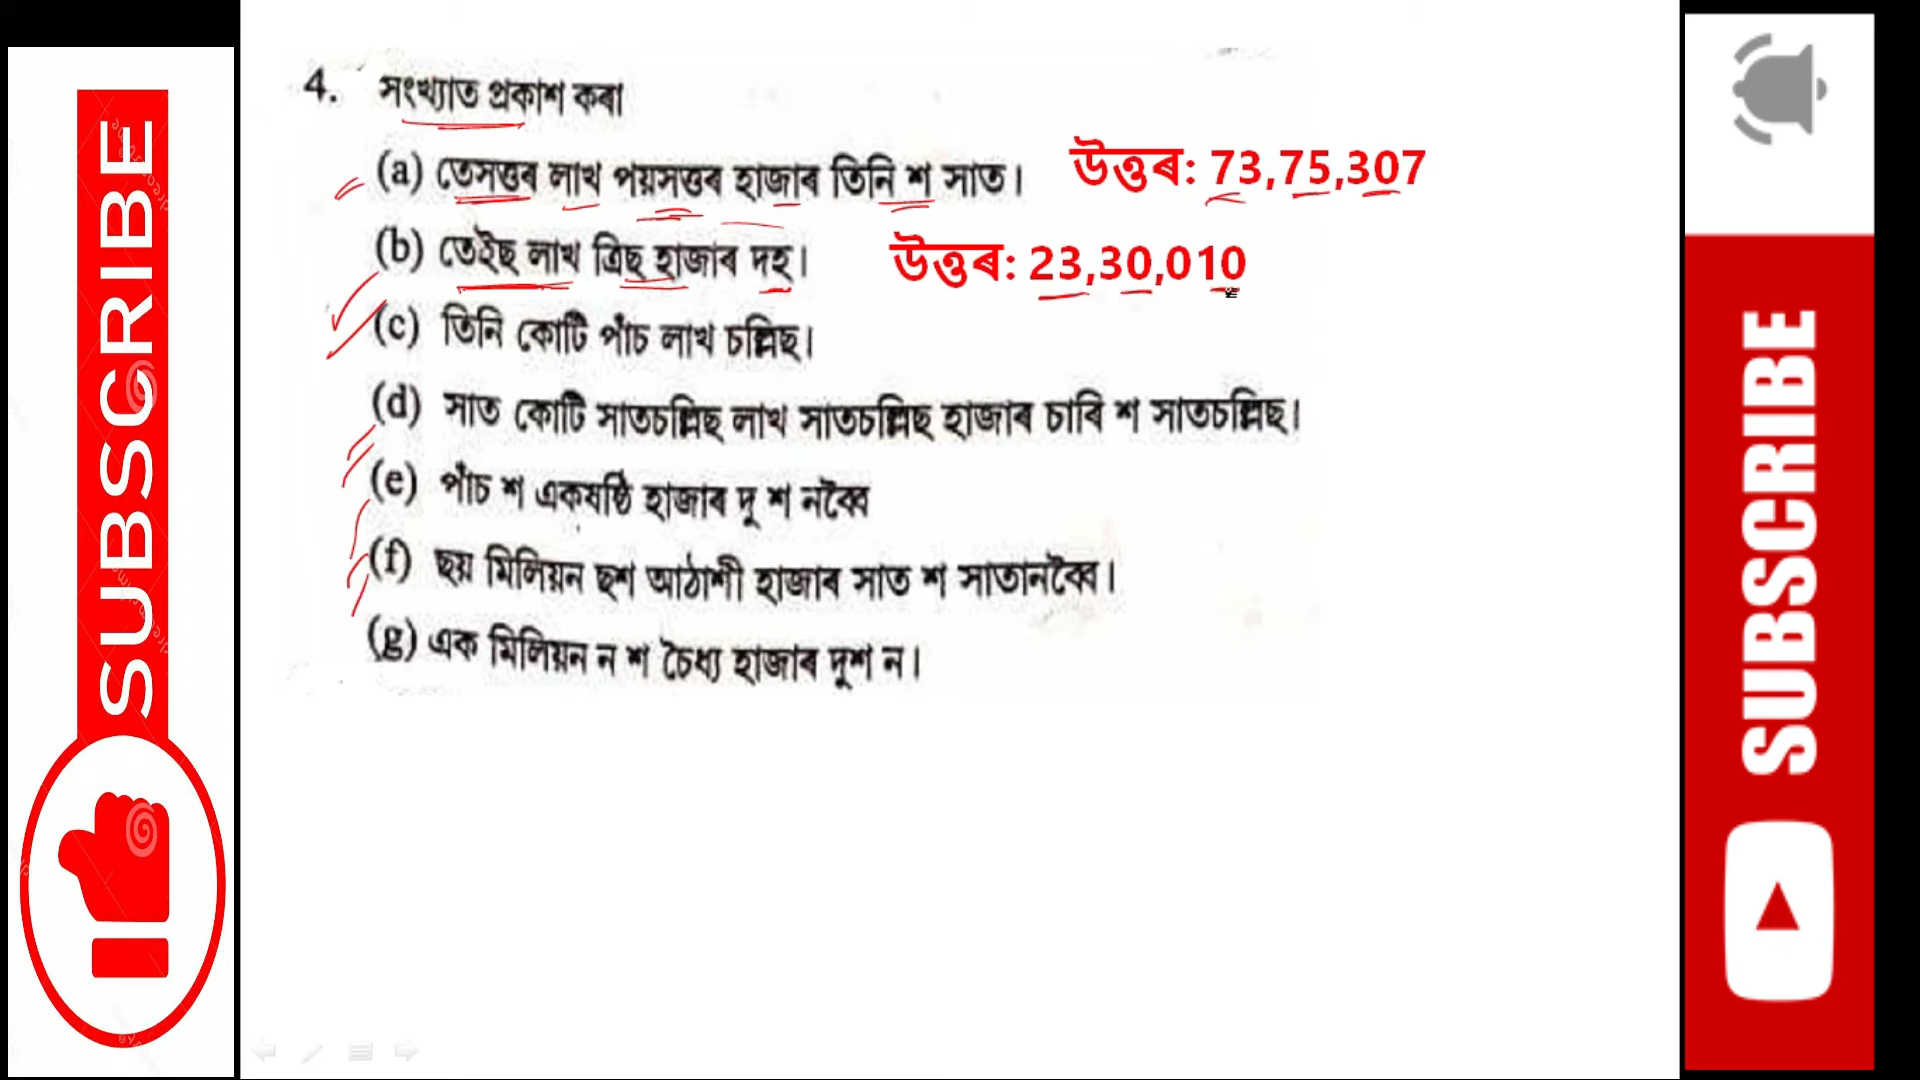 SUBSCRIBE
4. সংখ্যাত প্ৰকাশ কৰা
(a) তেসত্তৰ লাখ পয়সত্তৰ হাজাৰ তিনি শ সাত।
উত্তৰ: 73,75,307
(b) তেইছ লাখ ত্ৰিছ হাজাৰ দহ।
উত্তৰ: 23,30,010
(c) তিনি কোটি পাঁচ লাখ চল্লিছ।
(d) সাত কোটি সাতচল্লিছ লাখ সাতচল্লিছ হাজাৰ চাৰি শ সাতচল্লিছ।
(e) পাঁচ শ একষষ্ঠি হাজাৰ দু শ নব্বৈ
(f) ছয় মিলিয়ন ছশ আঠাশী হাজাৰ সাত শ সাতানব্বৈ।
(g) এক মিলিয়ন ন শ চৈধ্য হাজাৰ দুশ ন।
SUBSCRIBE